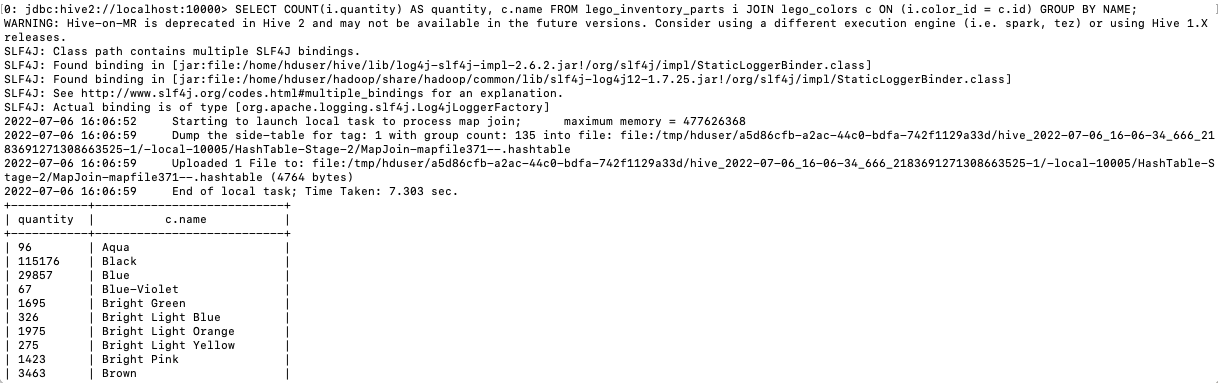 [0: jdbc:hive2://localhost:10000> SELECT COUNT(i.quantity) AS quantity, c.name FROM lego_inventory_parts i JOIN lego_colors c ON (i.color_id = c.id) GROUP BY NAME;
WARNING: Hive-on-MR is deprecated in Hive 2 and may not be available in the future versions. Consider using a different execution engine (i.e. spark, tez) or using Hive 1.X
releases.
SLF4J: Class path contains multiple SLF4J bindings.
SLF4J: Found binding in [jar:file:/home/hduser/hive/lib/log4j-slf4j-impl-2.6.2.jar!/org/slf4j/impl/StaticLoggerBinder.class]
SLF4J: Found binding in [jar:file:/home/hduser/hadoop/share/hadoop/common/lib/slf4j-log4j12-1.7.25.jar!/org/slf4j/impl/StaticLoggerBinder.class]
SLF4J: See http://www.slf4j.org/codes.html#multiple_bindings for an explanation.
SLF4J: Actual binding is of type [org.apache.logging.slf4j.Log4jLoggerFactory]
2022-07-06 16:06:52     Starting to launch local task to process map join;      maximum memory = 477626368
2022-07-06 16:06:59     Dump the side-table for tag: 1 with group count: 135 into file: file:/tmp/hduser/a5d86cfb-a2ac-44c0-bdfa-742f1129a33d/hive_2022-07-06_16-06-34_666_21
83691271308663525-1/-local-10005/HashTable-Stage-2/MapJoin-mapfile371--.hashtable
2022-07-06 16:06:59     Uploaded 1 File to: file:/tmp/hduser/a5d86cfb-a2ac-44c0-bdfa-742f1129a33d/hive_2022-07-06_16-06-34_666_2183691271308663525-1/-local-10005/HashTable-S
tage-2/MapJoin-mapfile371--.hashtable (4764 bytes)
2022-07-06 16:06:59     End of local task; Time Taken: 7.303 sec.
+-----------+---------------------------+
| quantity  |          c.name           |
+-----------+---------------------------+
| 96        | Aqua                      |
| 115176    | Black                     |
| 29857     | Blue                      |
| 67        | Blue-Violet               |
| 1695      | Bright Green              |
| 326       | Bright Light Blue         |
| 1975      | Bright Light Orange       |
| 275       | Bright Light Yellow       |
| 1423      | Bright Pink               |
| 3463      | Brown                     |